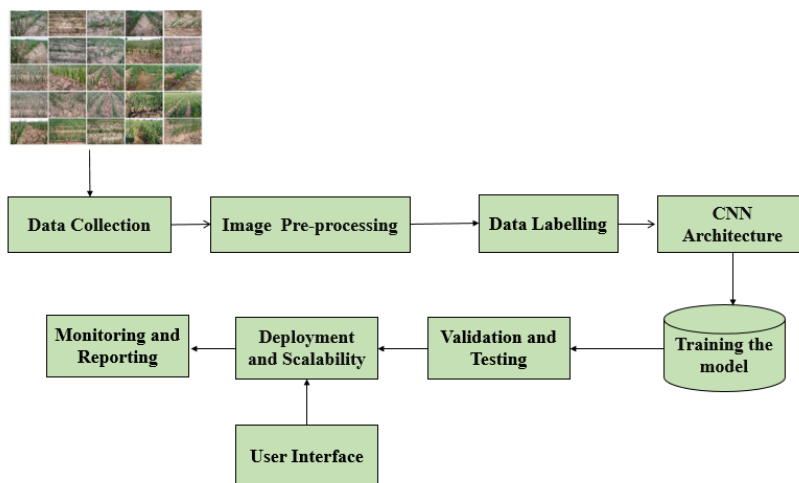 Data Collection
Image Pre-processing
Data Labelling
CNN
Architecture
Training the
model
Validation and
Testing
Deployment
and Scalability
Monitoring and
Reporting
User Interface